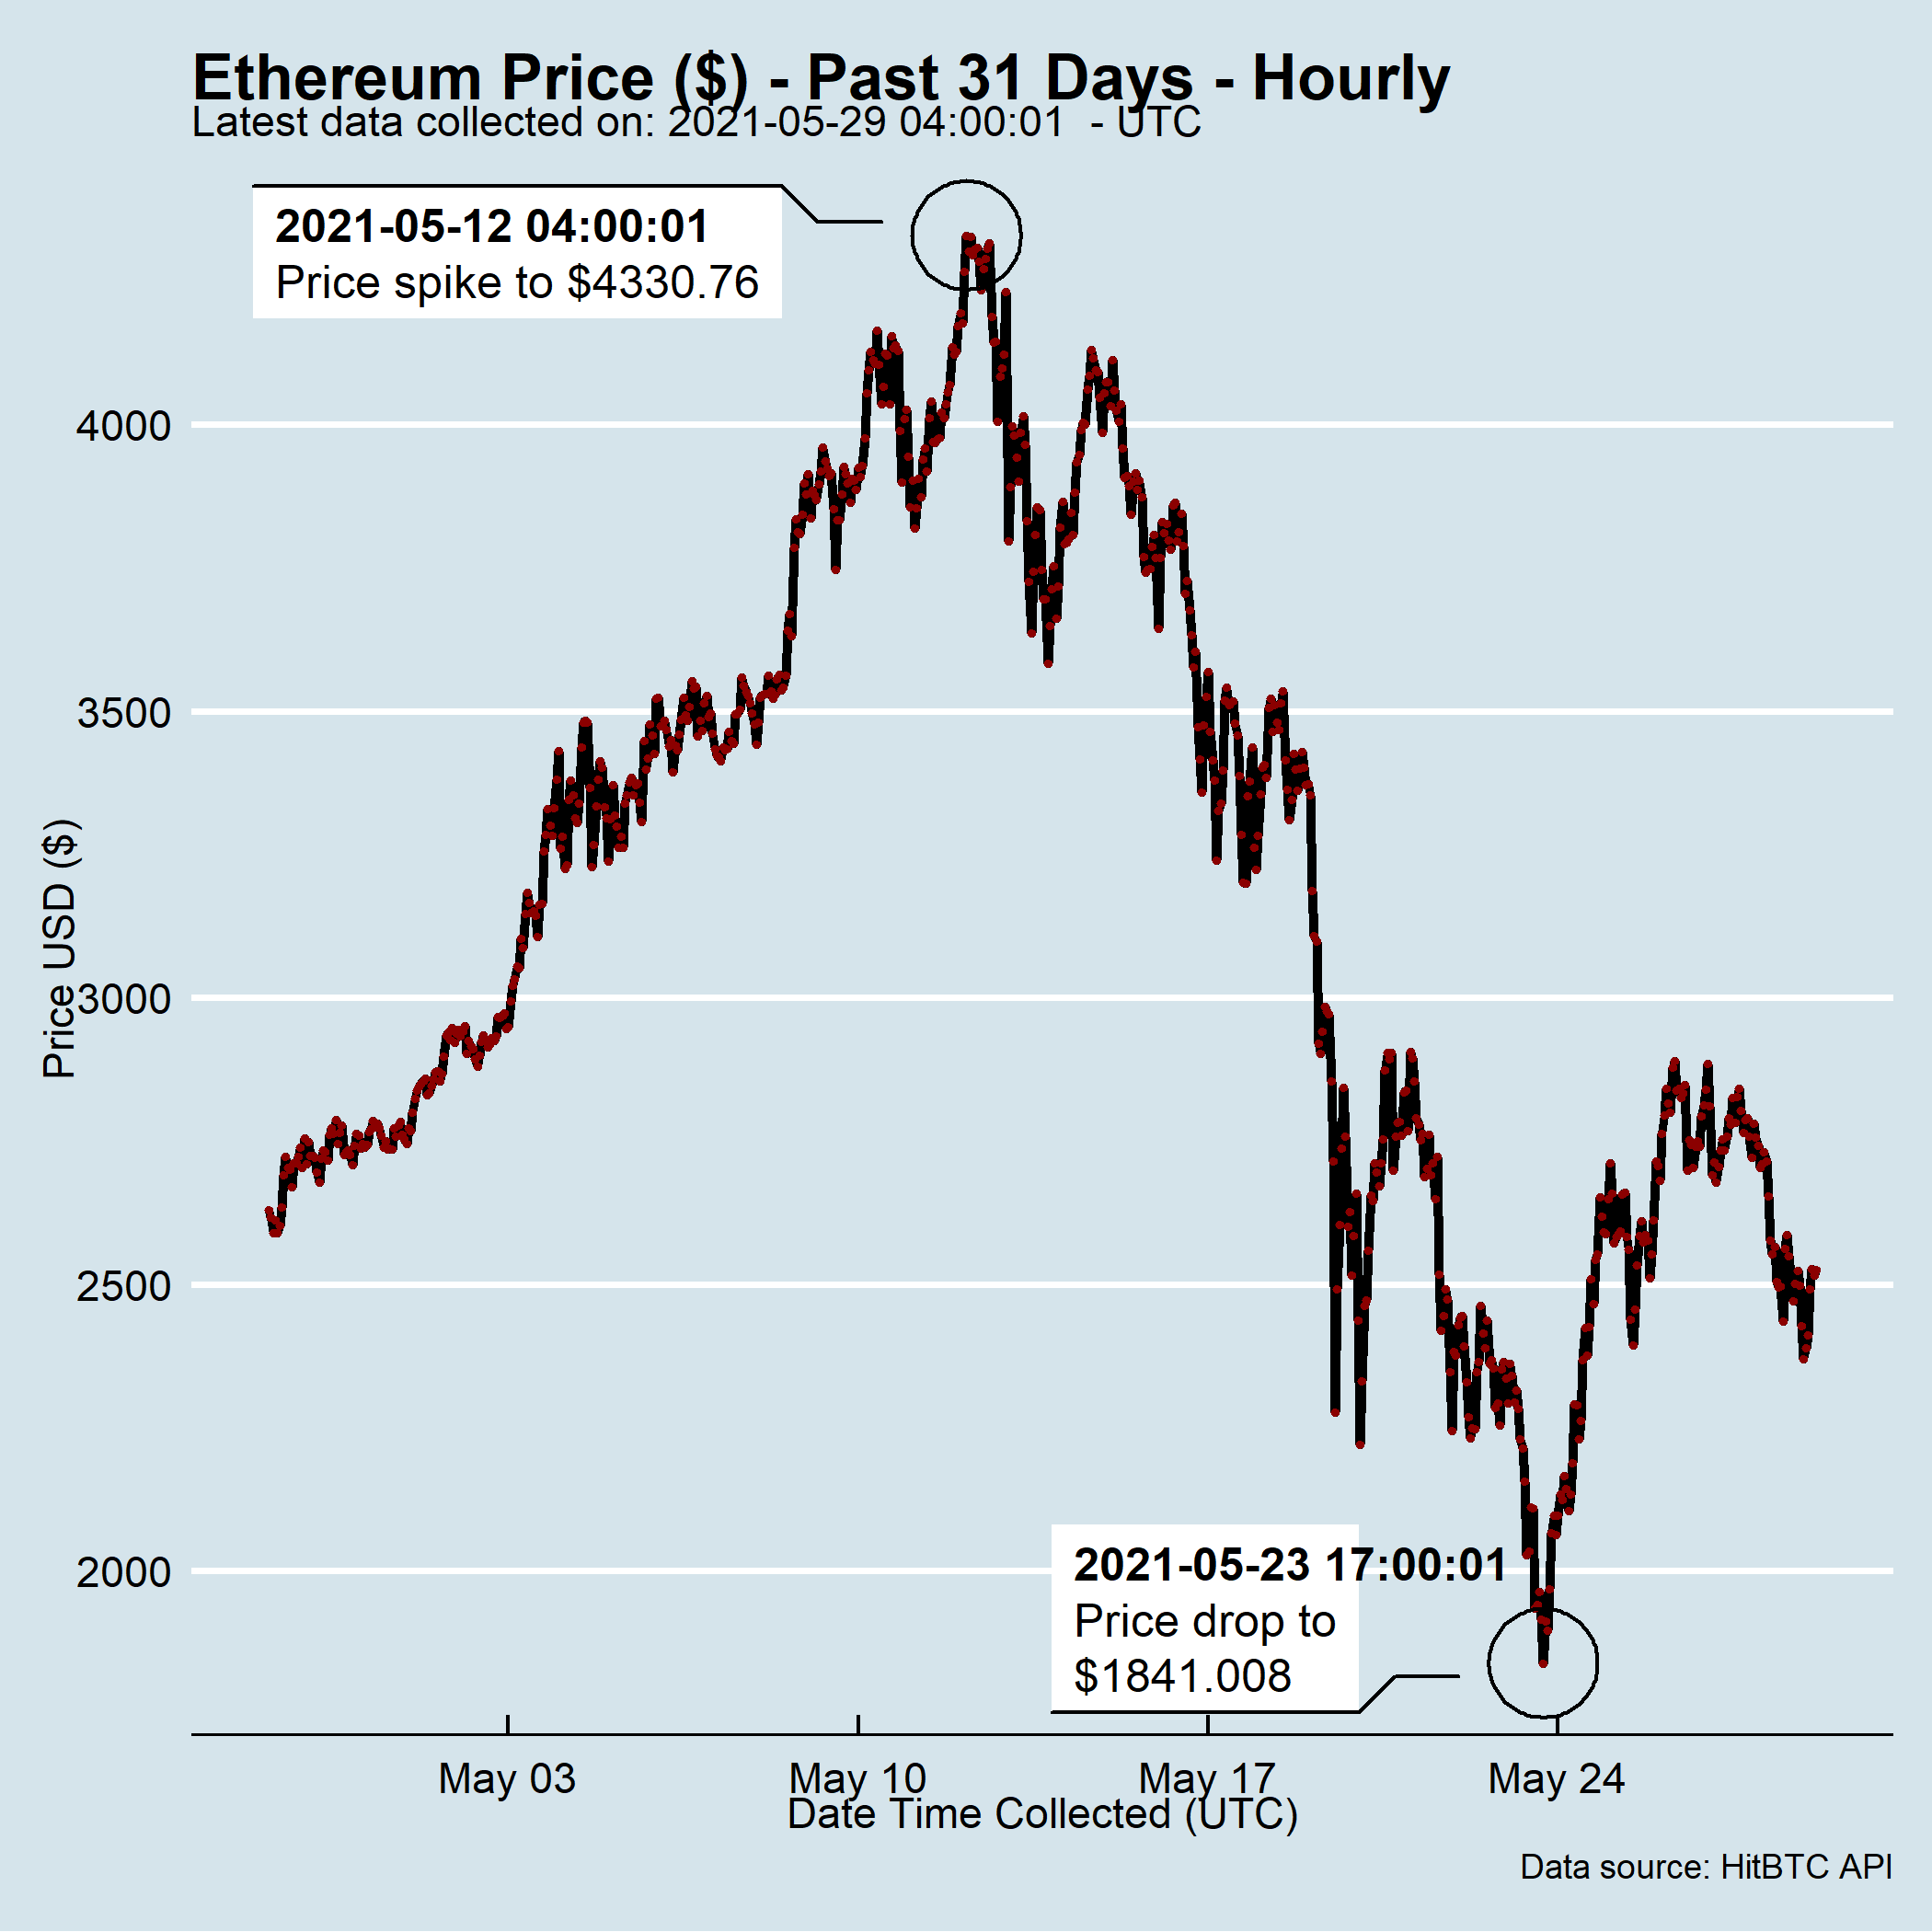 Ethereum Price ($) - Past 31 Days - Hourly
Latest data collected on: 2021-05-29 04:00:01  - UTC
2021-05-12 04:00:01
Price spike to $4330.76
4000
3500
3000
2500
2000
Price USD ($)
2021-05-23 17:00:01
Price drop to
$1841.008
May 03
May 10
May 17
May 24
Date Time Collected (UTC)
Data source: HitBTC API